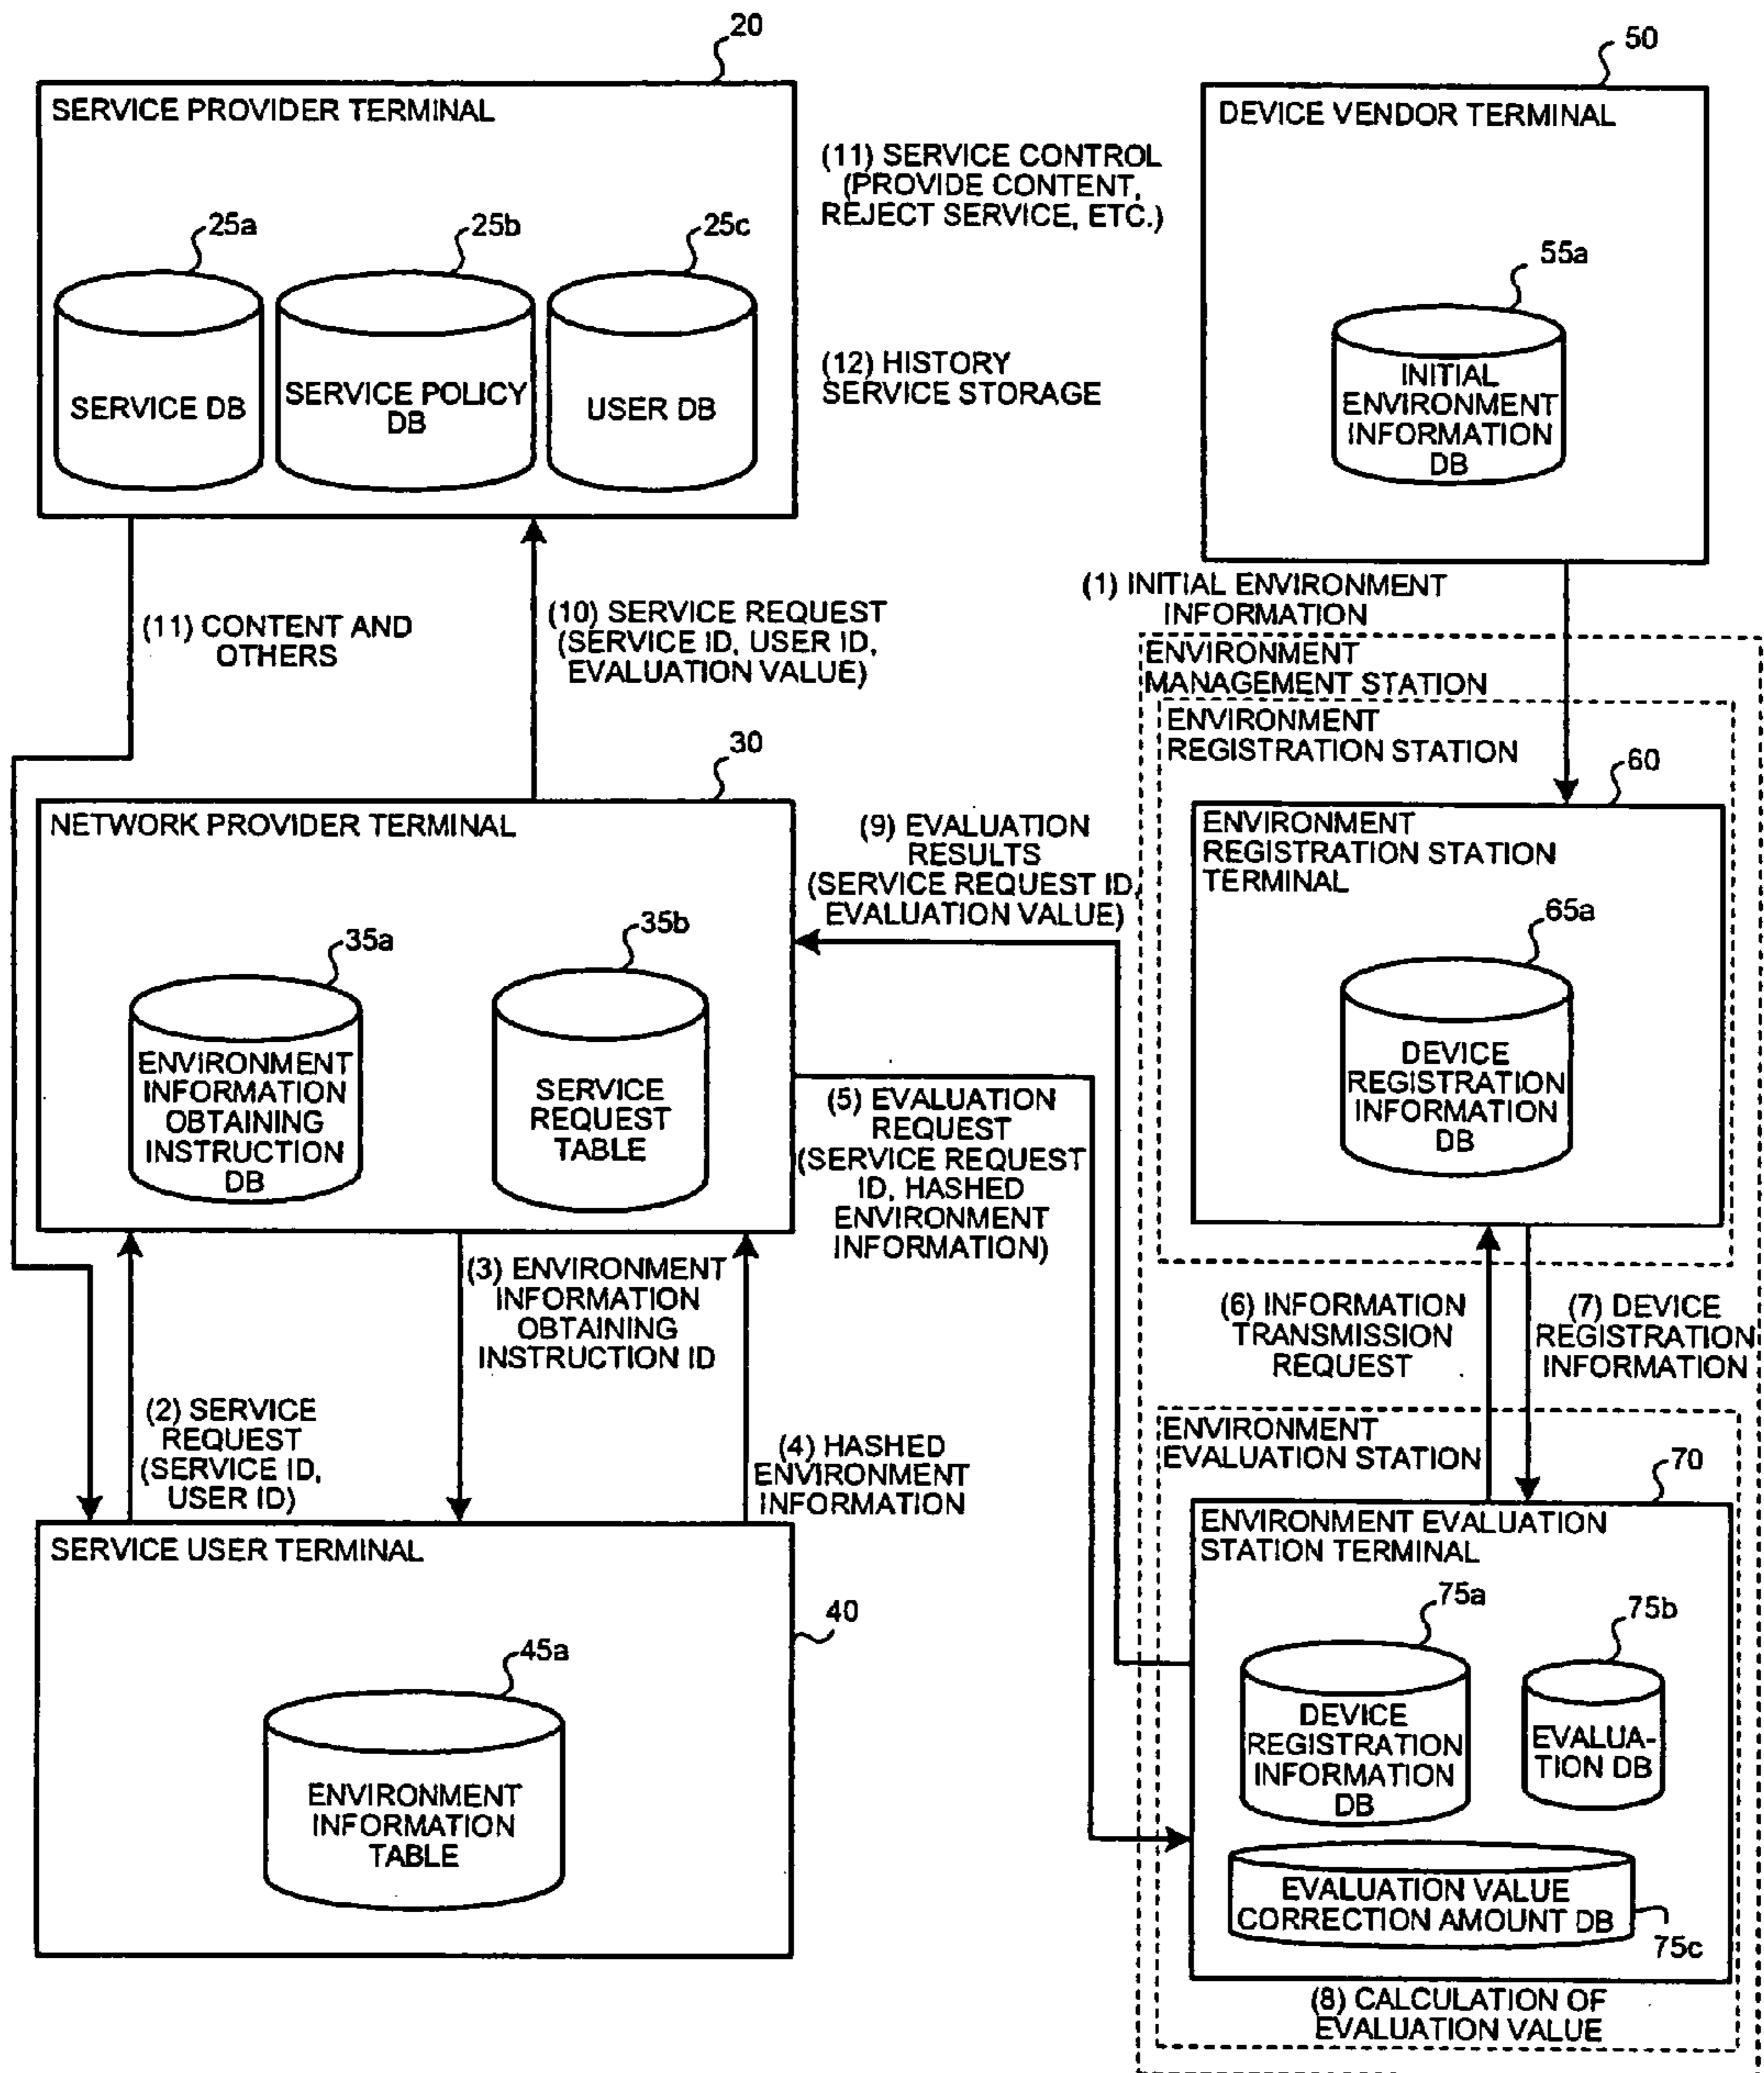 20
SERVICE PROVIDER TERMINAL
25a
25b
25c
SERVICE DB
SERVICE POLICY
DB
USER DB
(11) SERVICE CONTROL
(PROVIDE CONTENT,
REJECT SERVICE, ETC.)
(12) HISTORY
SERVICE STORAGE
50
DEVICE VENDOR TERMINAL
55a
INITIAL
ENVIRONMENT
INFORMATION
DB
(11) CONTENT AND
OTHERS
(10) SERVICE REQUEST
(SERVICE ID, USER ID,
EVALUATION VALUE)
(1) INITIAL ENVIRONMENT
INFORMATION
ENVIRONMENT
MANAGEMENT STATION
ENVIRONMENT
REGISTRATION STATION
30
NETWORK PROVIDER TERMINAL
35a
35b
ENVIRONMENT
INFORMATION
OBTAINING
INSTRUCTION
DB
SERVICE
REQUEST
TABLE
(9) EVALUATION
RESULTS
(SERVICE REQUEST ID,
EVALUATION VALUE)
60
ENVIRONMENT
REGISTRATION STATION
TERMINAL
65a
DEVICE
REGISTRATION
INFORMATION
DB
(5) EVALUATION
REQUEST
(SERVICE REQUEST
ID, HASHED
ENVIRONMENT
INFORMATION)
(2) SERVICE
REQUEST
(SERVICE ID,
USER ID)
(3) ENVIRONMENT
INFORMATION
OBTAINING
INSTRUCTION ID
(4) HASHED
ENVIRONMENT
INFORMATION
(6) INFORMATION
TRANSMISSION
REQUEST
(7) DEVICE
REGISTRATION
INFORMATION
SERVICE USER TERMINAL
40
45a
ENVIRONMENT
INFORMATION
TABLE
ENVIRONMENT
EVALUATION STATION
70
ENVIRONMENT EVALUATION
STATION TERMINAL
75a
75b
DEVICE
REGISTRATION
INFORMATION
DB
EVALUA-
TION DB
EVALUATION VALUE
CORRECTION AMOUNT DB
75c
(8) CALCULATION OF
EVALUATION VALUE